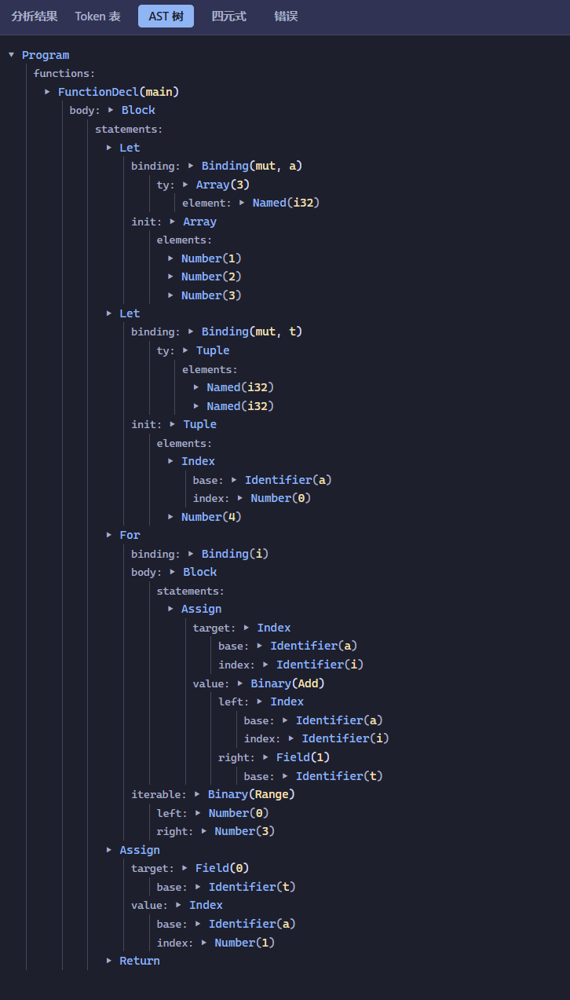 分析结果 Token 表 AST 树 四元式 错误
Program
functions:
FunctionDecl(main)
body: Block
statements:
Let
binding: Binding(mut, a)
ty: Array(3)
element: Named(i32)
init: Array
elements:
Number(1)
Number(2)
Number(3)
Let
binding: Binding(mut, t)
ty: Tuple
elements:
Named(i32)
Named(i32)
init: Tuple
elements:
Index
base: Identifier(a)
index: Number(0)
Number(4)
For
binding: Binding(i)
body: Block
statements:
Assign
target: Index
base: Identifier(a)
index: Identifier(i)
value: Binary(Add)
left: Index
base: Identifier(a)
index: Identifier(i)
right: Field(1)
base: Identifier(t)
iterable: Binary(Range)
left: Number(0)
right: Number(3)
Assign
target: Field(0)
base: Identifier(t)
value: Index
base: Identifier(a)
index: Number(1)
Return